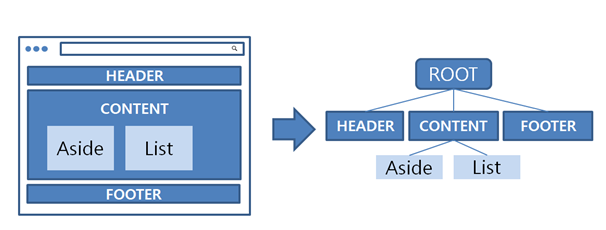 HEADER
CONTENT
Aside List
FOOTER
ROOT
HEADER CONTENT FOOTER
Aside List